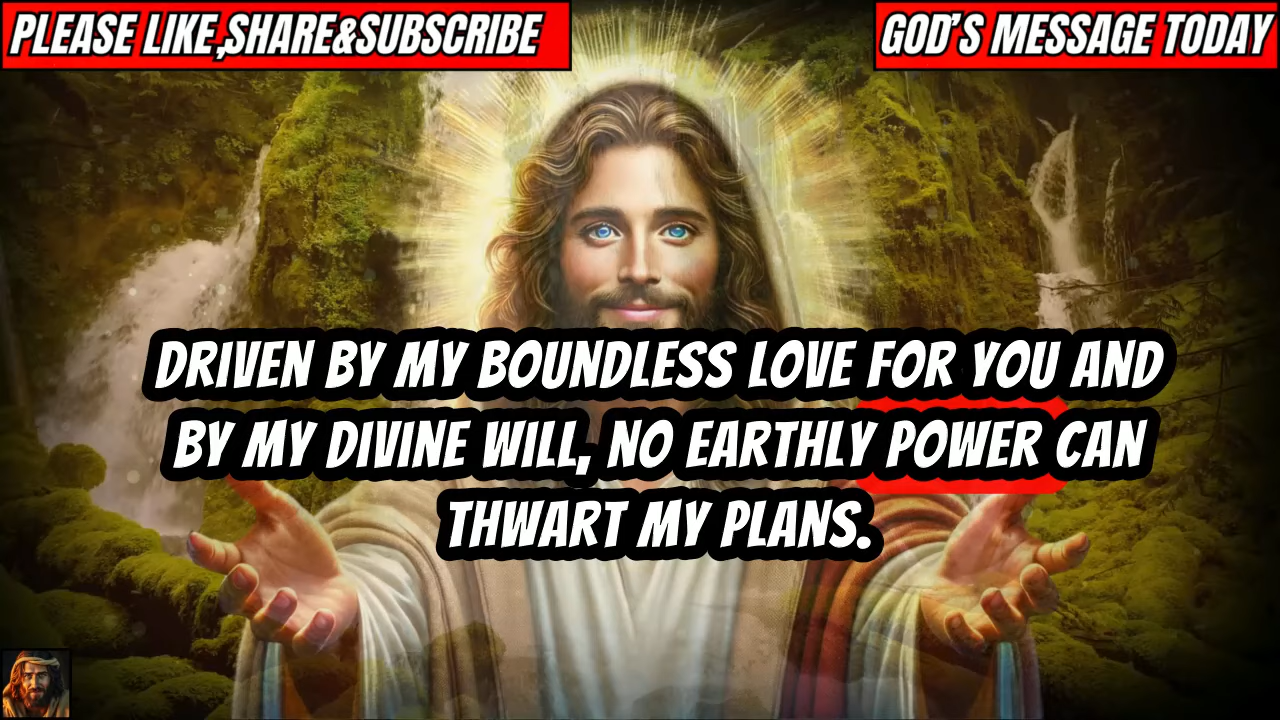 PLEASE LIKE,SHARE&SUBSCRIBE
GOD'S MESSAGE TODAY
DRIVEN BY MY BOUNDLESS LOVE FOR YOU AND
BY MY DIVINE WILL, NO EARTHLY POWER CAN
THWART MY PLANS.